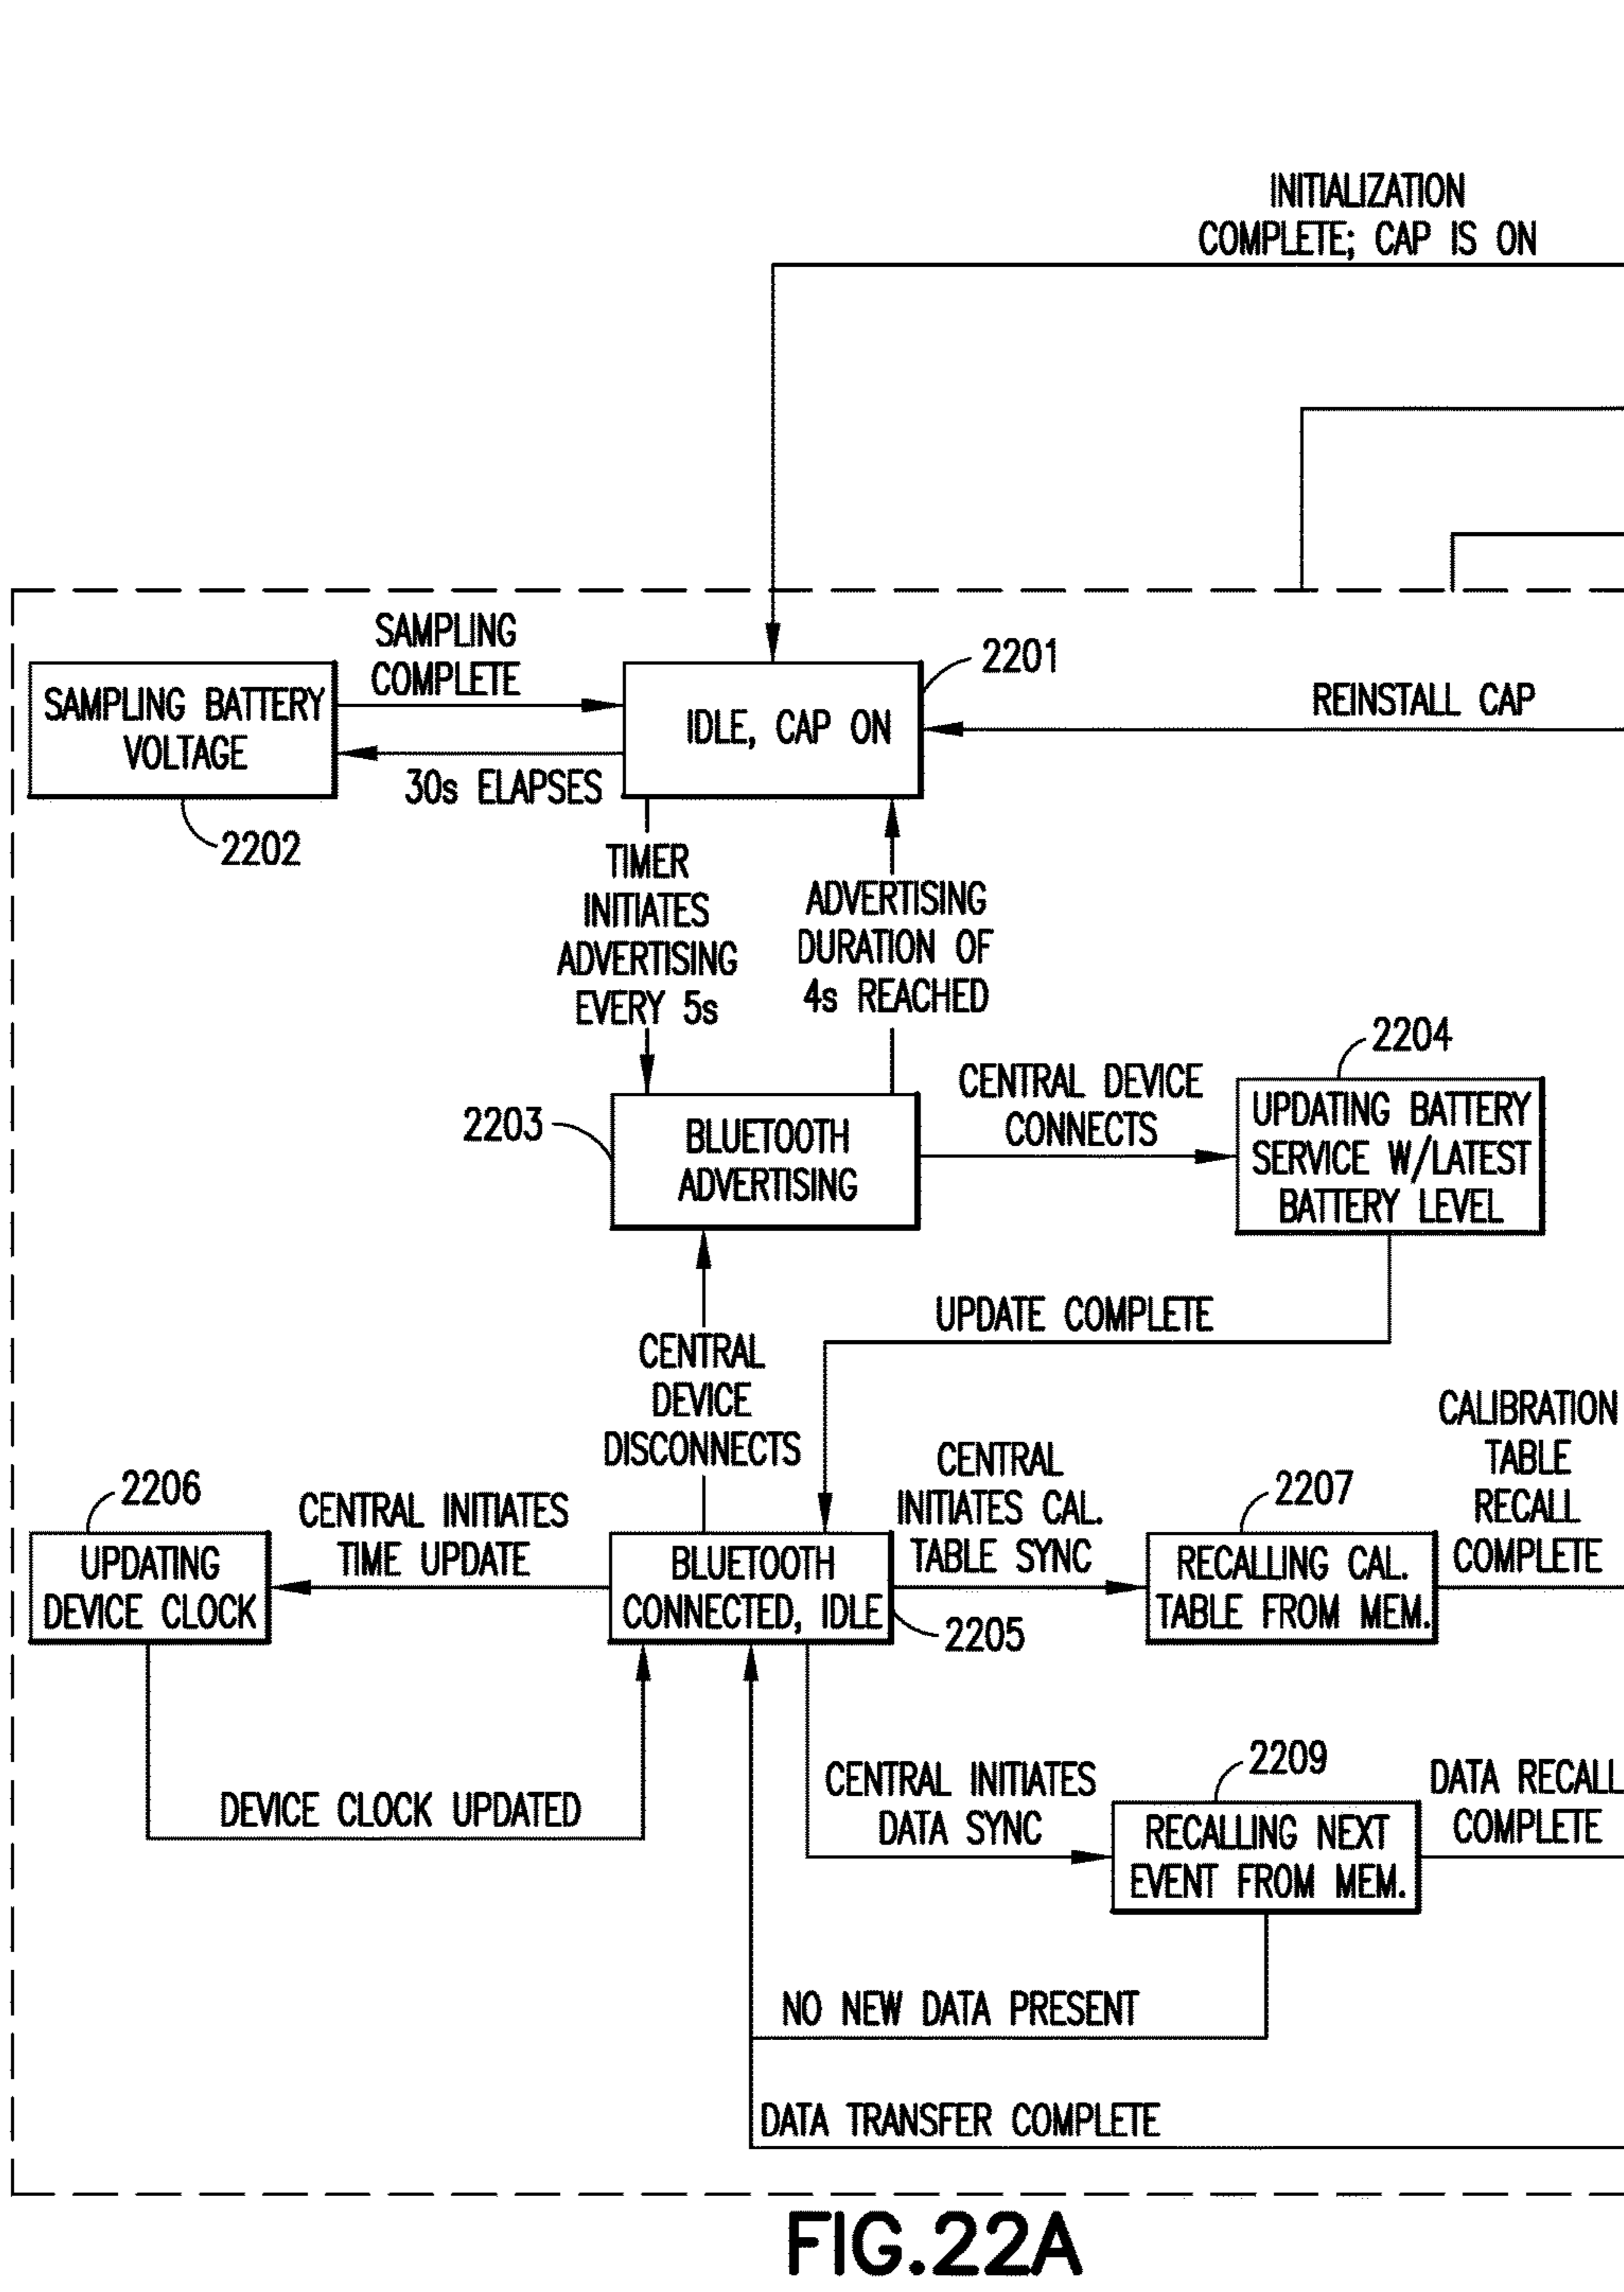 INITIALIZATION
COMPLETE; CAP IS ON
SAMPLING
COMPLETE
2201
SAMPLING BATTERY
VOLTAGE
IDLE, CAP ON
REINSTALL CAP
30s ELAPSES
2202
TIMER
INITIATES
ADVERTISING
EVERY 5s
ADVERTISING
DURATION OF
4s REACHED
2204
2203
BLUETOOTH
ADVERTISING
CENTRAL DEVICE
CONNECTS
UPDATING BATTERY
SERVICE W/LATEST
BATTERY LEVEL
UPDATE COMPLETE
CENTRAL
DEVICE
DISCONNECTS
2206
CENTRAL INITIATES
TIME UPDATE
CENTRAL
INITIATES CAL.
TABLE SYNC
2207
CALIBRATION
TABLE
RECALL
COMPLETE
UPDATING
DEVICE CLOCK
BLUETOOTH
CONNECTED, IDLE
2205
RECALLING CAL.
TABLE FROM MEM.
DEVICE CLOCK UPDATED
CENTRAL INITIATES
DATA SYNC
2209
RECALLING NEXT
EVENT FROM MEM.
DATA RECALL
COMPLETE
NO NEW DATA PRESENT
DATA TRANSFER COMPLETE
FIG.22A